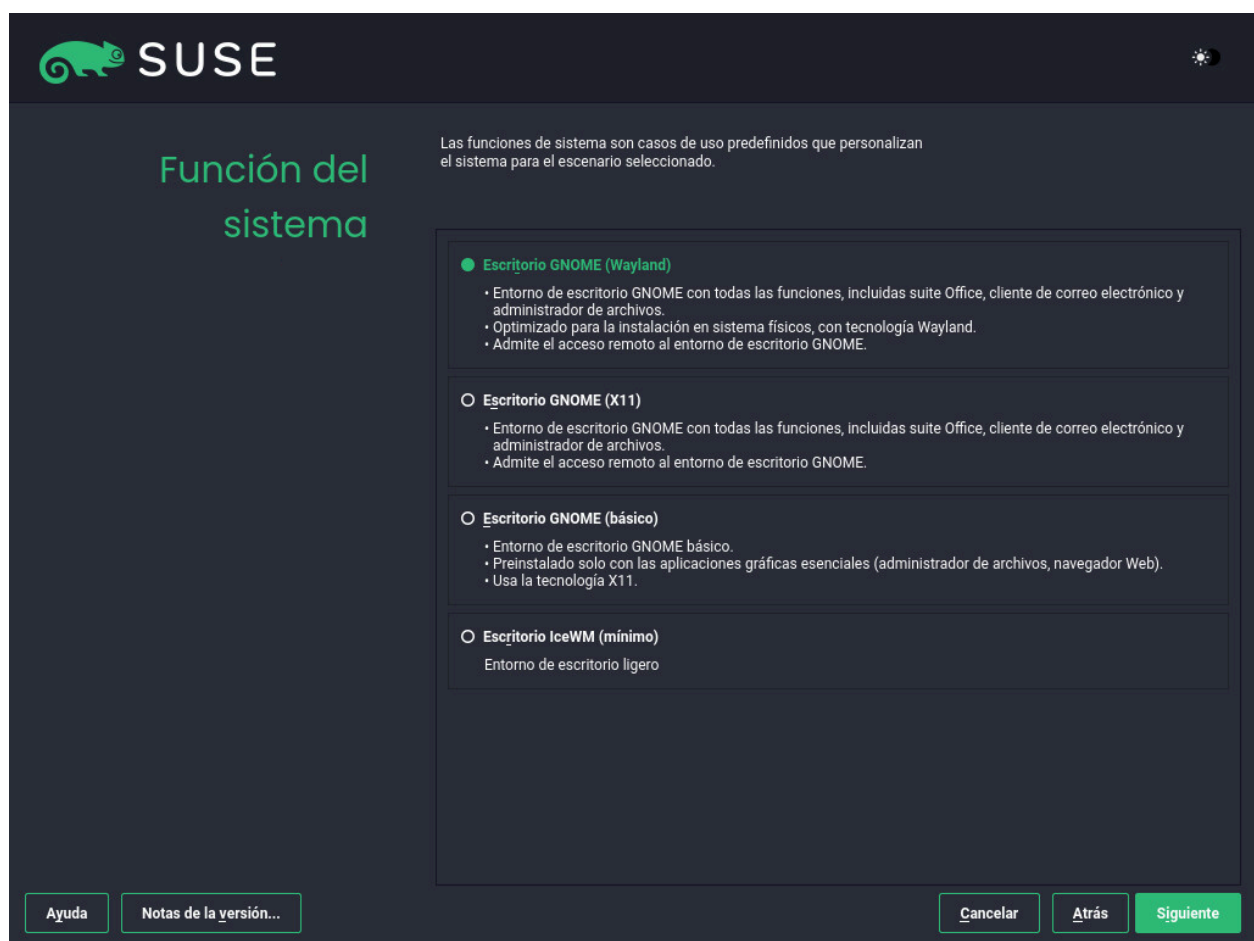 SUSE
Función del
sistema
Las funciones de sistema son casos de uso predefinidos que personalizan
el sistema para el escenario seleccionado.
Escritorio GNOME (Wayland)
• Entorno de escritorio GNOME con todas las funciones, incluidas suite Office, cliente de correo electrónico y
administrador de archivos.
• Optimizado para la instalación en sistema físicos, con tecnología Wayland.
• Admite el acceso remoto al entorno de escritorio GNOME.
Escritorio GNOME (X11)
• Entorno de escritorio GNOME con todas las funciones, incluidas suite Office, cliente de correo electrónico y
administrador de archivos.
• Admite el acceso remoto al entorno de escritorio GNOME.
Escritorio GNOME (básico)
• Entorno de escritorio GNOME básico.
• Preinstalado solo con las aplicaciones gráficas esenciales (administrador de archivos, navegador Web).
• Usa la tecnología X11.
Escritorio IceWM (mínimo)
Entorno de escritorio ligero
Ayuda Notas de la versión... Cancelar Atrás Siguiente